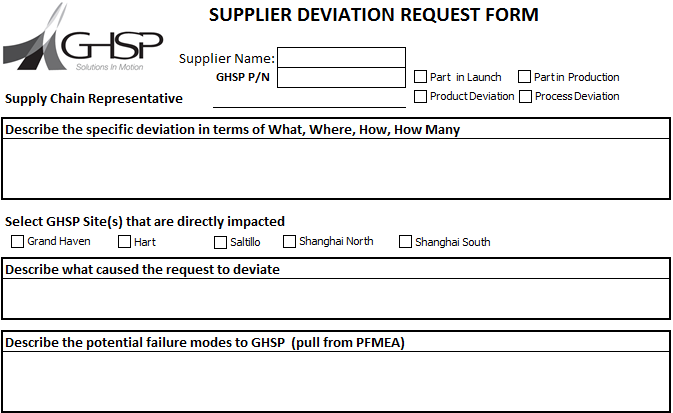 SUPPLIER DEVIATION REQUEST FORM
GHSP
Solutions In Motion
Supplier Name:
GHSP P/N
Part in Launch
Part in Production
Supply Chain Representative
Product Deviation
Process Deviation
Describe the specific deviation in terms of What, Where, How, How Many
Select GHSP Site(s) that are directly impacted
Grand Haven
Hart
Saltillo
Shanghai North
Shanghai South
Describe what caused the request to deviate
Describe the potential failure modes to GHSP (pull from PFMEA)